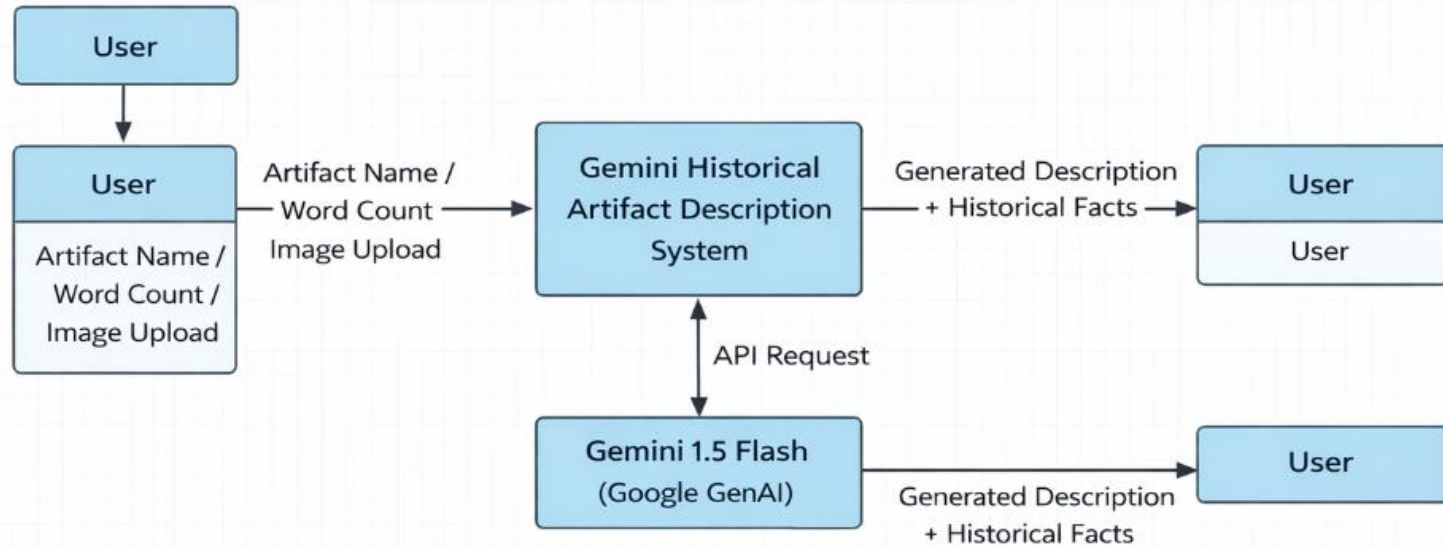 User
User
Artifact Name /
Word Count /
Image Upload
Artifact Name /
Word Count
Image Upload
Gemini Historical
Artifact Description
System
Generated Description
+ Historical Facts
User
User
API Request
Gemini 1.5 Flash
(Google GenAI)
Generated Description
+ Historical Facts
User